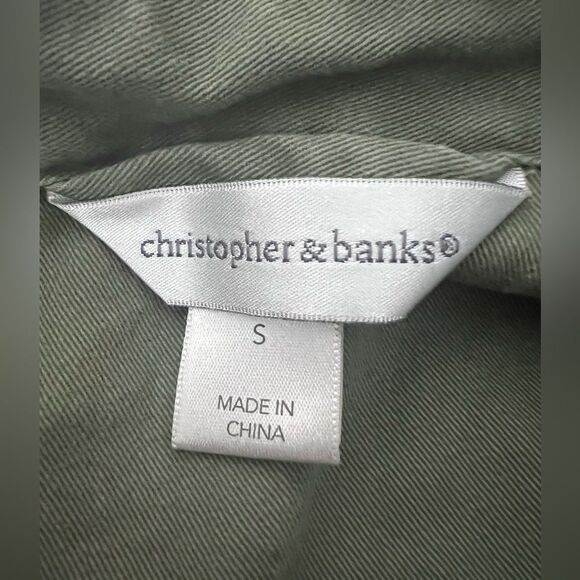 christopher & banks®
S
MADE IN
CHINA